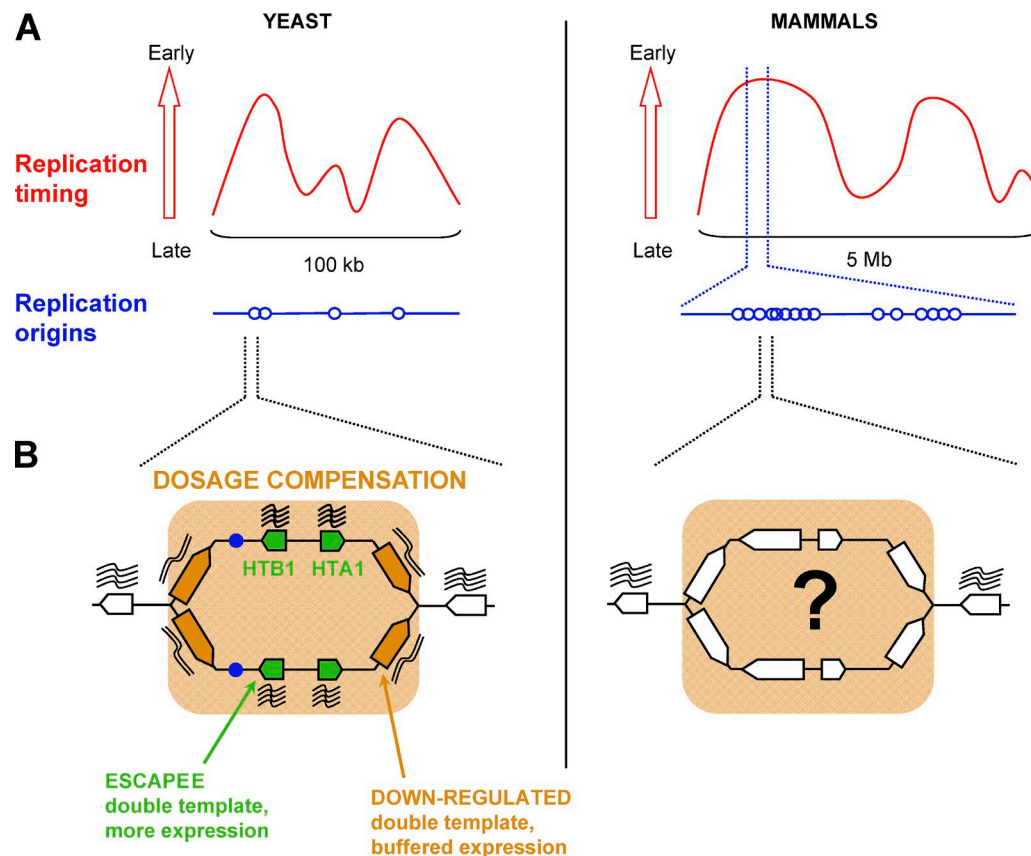 A
YEAST
MAMMALS
Early
Early
Replication
timing
Late
Late
100 kb
5 Mb
Replication
origins
B
DOSAGE COMPENSATION
HTB1
HTA1
?
ESCAPEE
double template,
more expression
DOWN-REGULATED
double template,
buffered expression